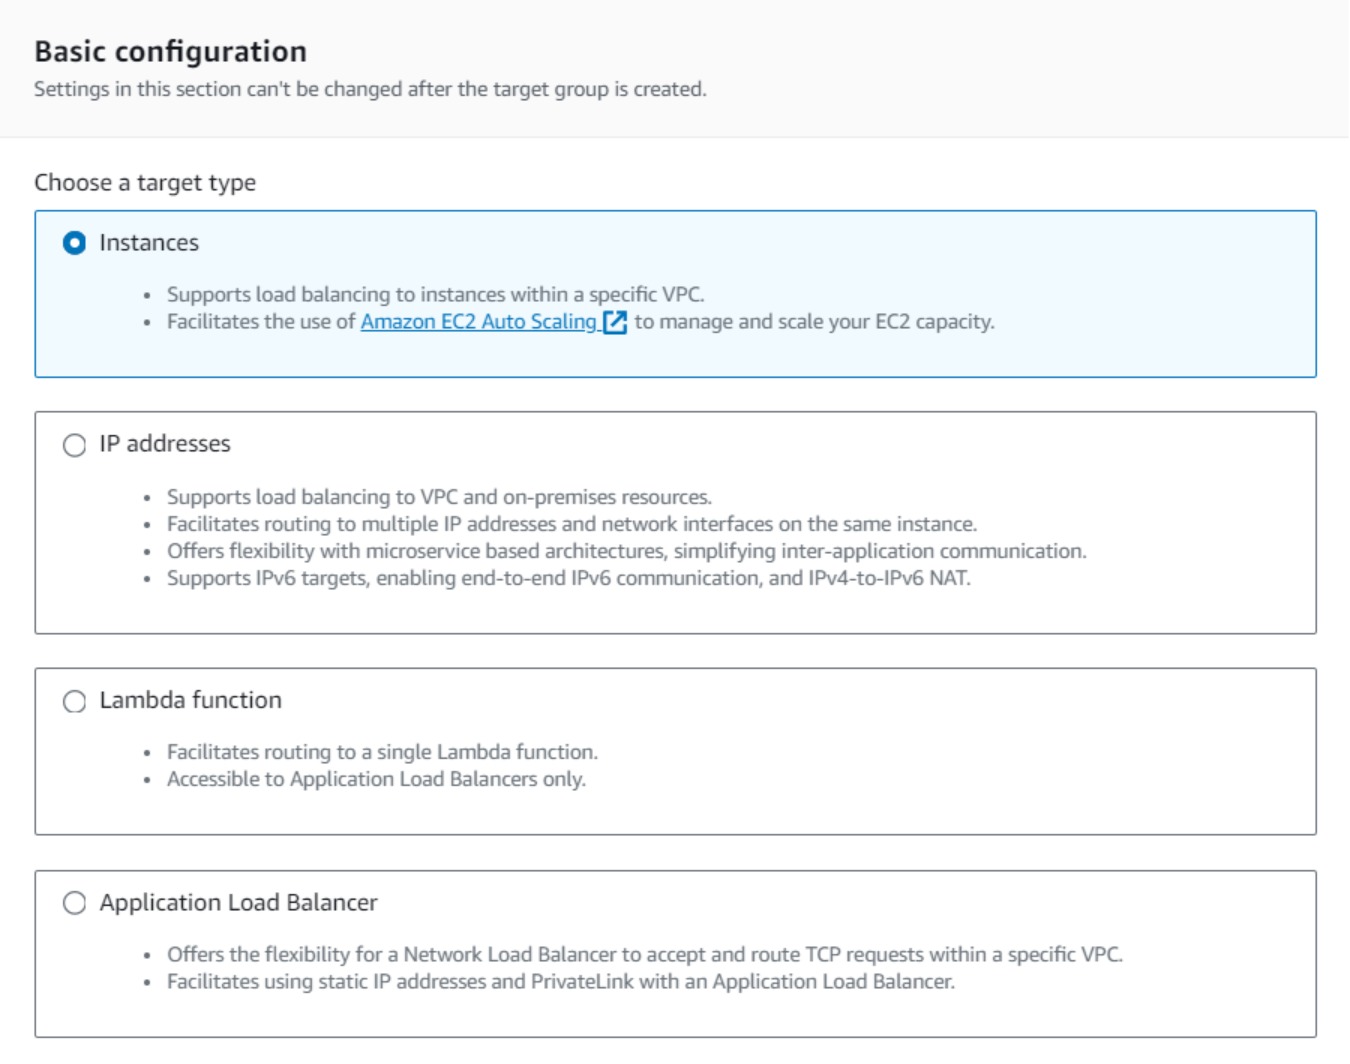 Basic configuration
Settings in this section can't be changed after the target group is created.
Choose a target type
Instances
• Supports load balancing to instances within a specific VPC.
• Facilitates the use of Amazon EC2 Auto Scaling to manage and scale your EC2 capacity.
IP addresses
• Supports load balancing to VPC and on-premises resources.
• Facilitates routing to multiple IP addresses and network interfaces on the same instance.
• Offers flexibility with microservice based architectures, simplifying inter-application communication.
• Supports IPv6 targets, enabling end-to-end IPv6 communication, and IPv4-to-IPv6 NAT.
Lambda function
• Facilitates routing to a single Lambda function.
• Accessible to Application Load Balancers only.
Application Load Balancer
• Offers the flexibility for a Network Load Balancer to accept and route TCP requests within a specific VPC.
• Facilitates using static IP addresses and PrivateLink with an Application Load Balancer.